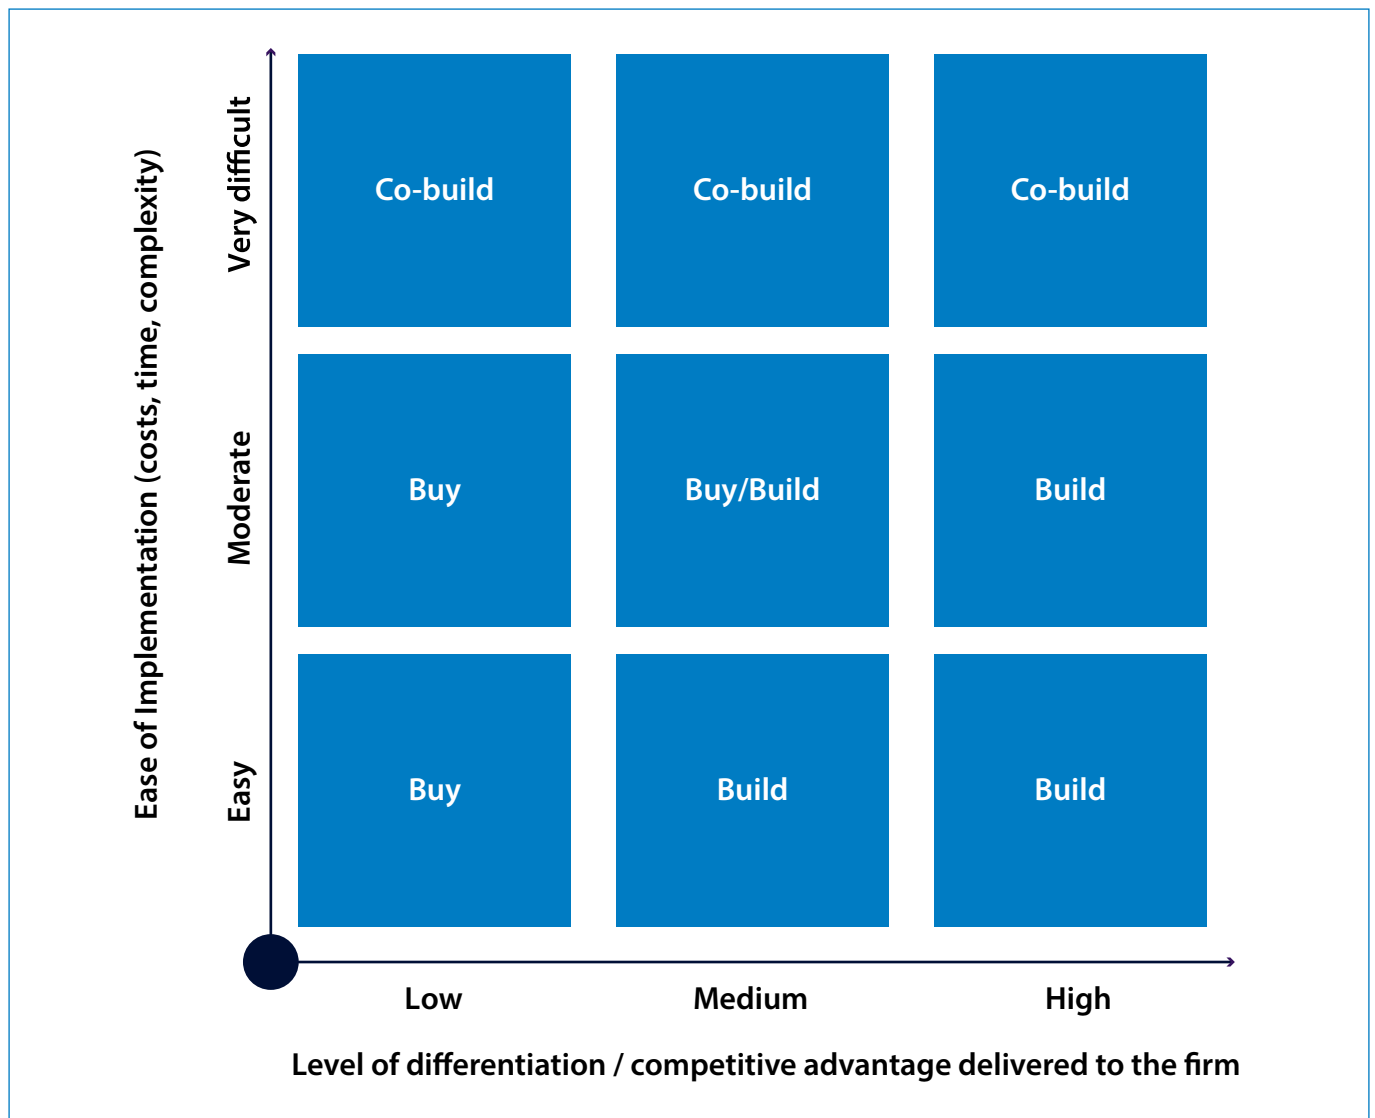 Ease of Implementation (costs, time, complexity)
Very difficult
Co-build
Co-build
Co-build
Moderate
Buy
Buy/Build
Build
Easy
Buy
Build
Build
Low
Medium
High
Level of differentiation / competitive advantage delivered to the firm